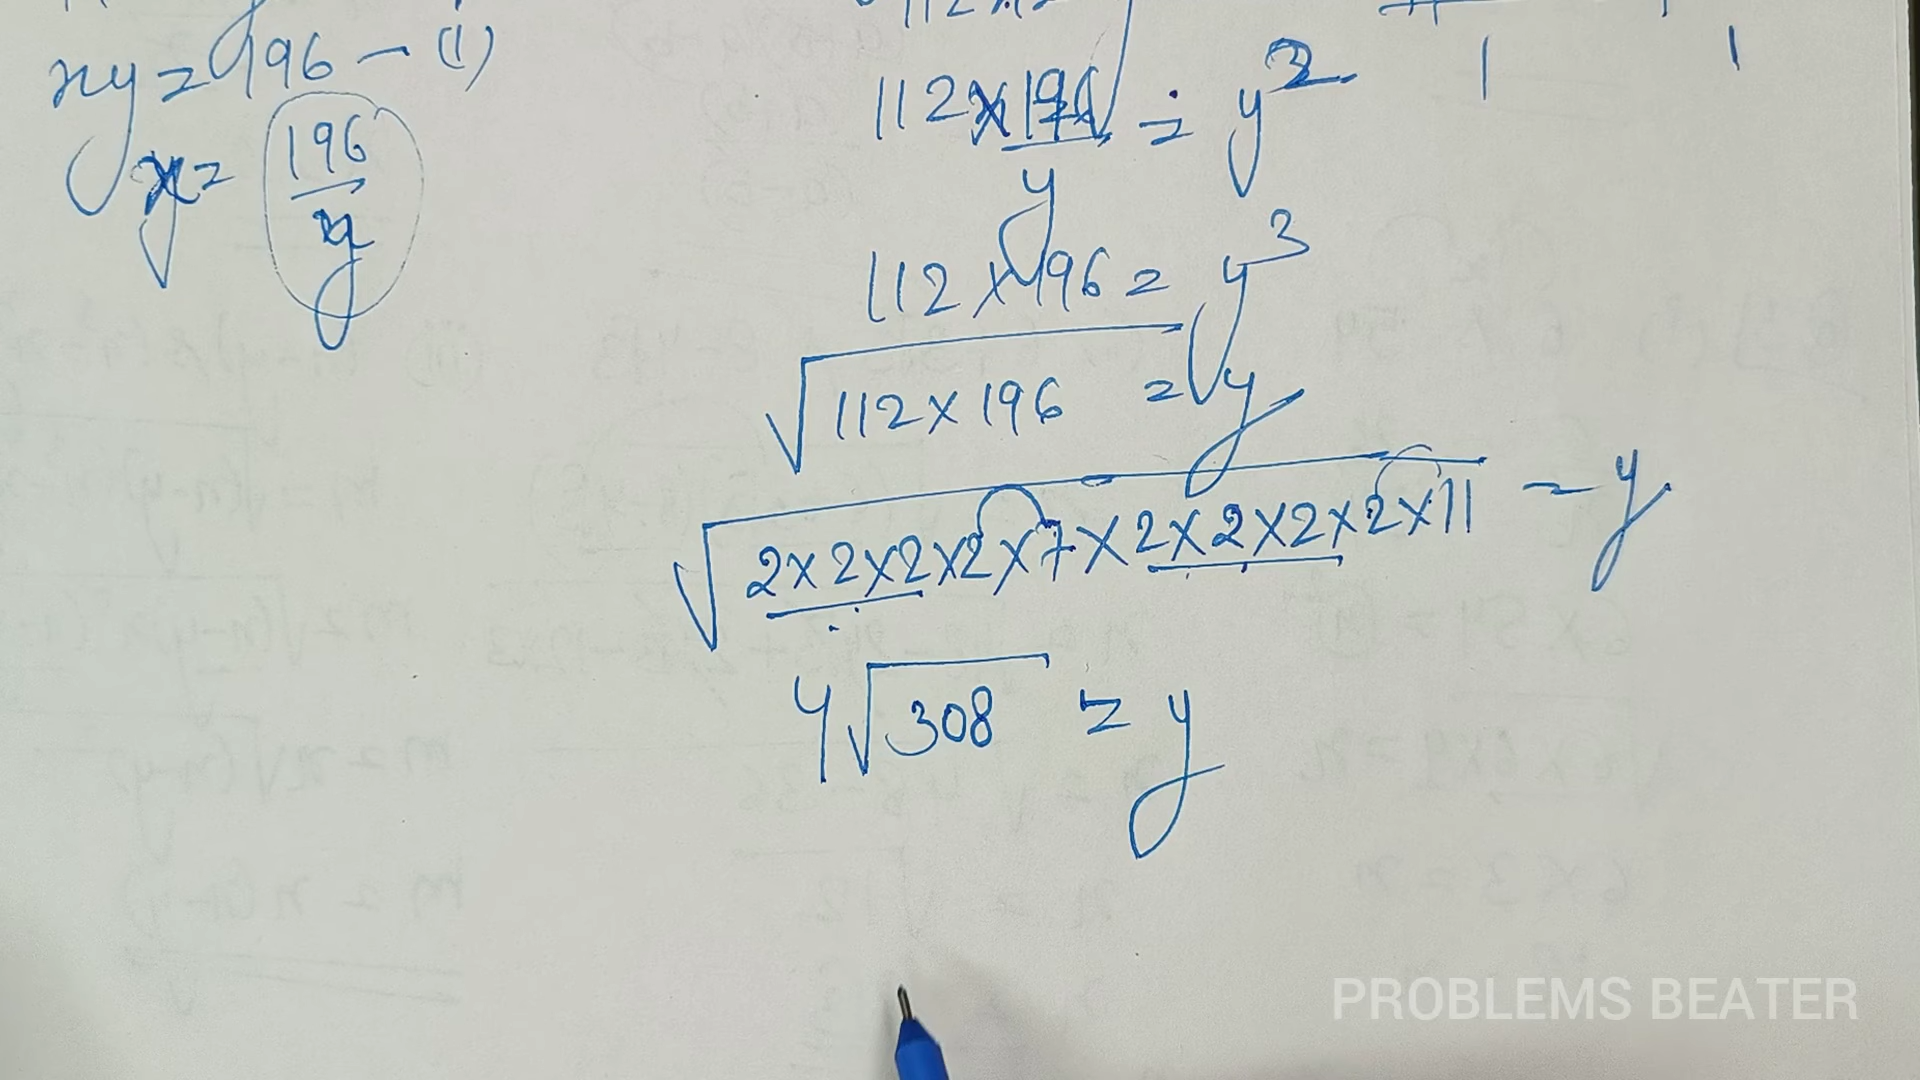 xy = 196 - (1)
x = 196/y
112 × 196/y = y²
112 × 196 = y³
√112 × 196 = y
√2×2×2×2×7×2×2×2×2×11 = y
4√308 = y
PROBLEMS BEATER